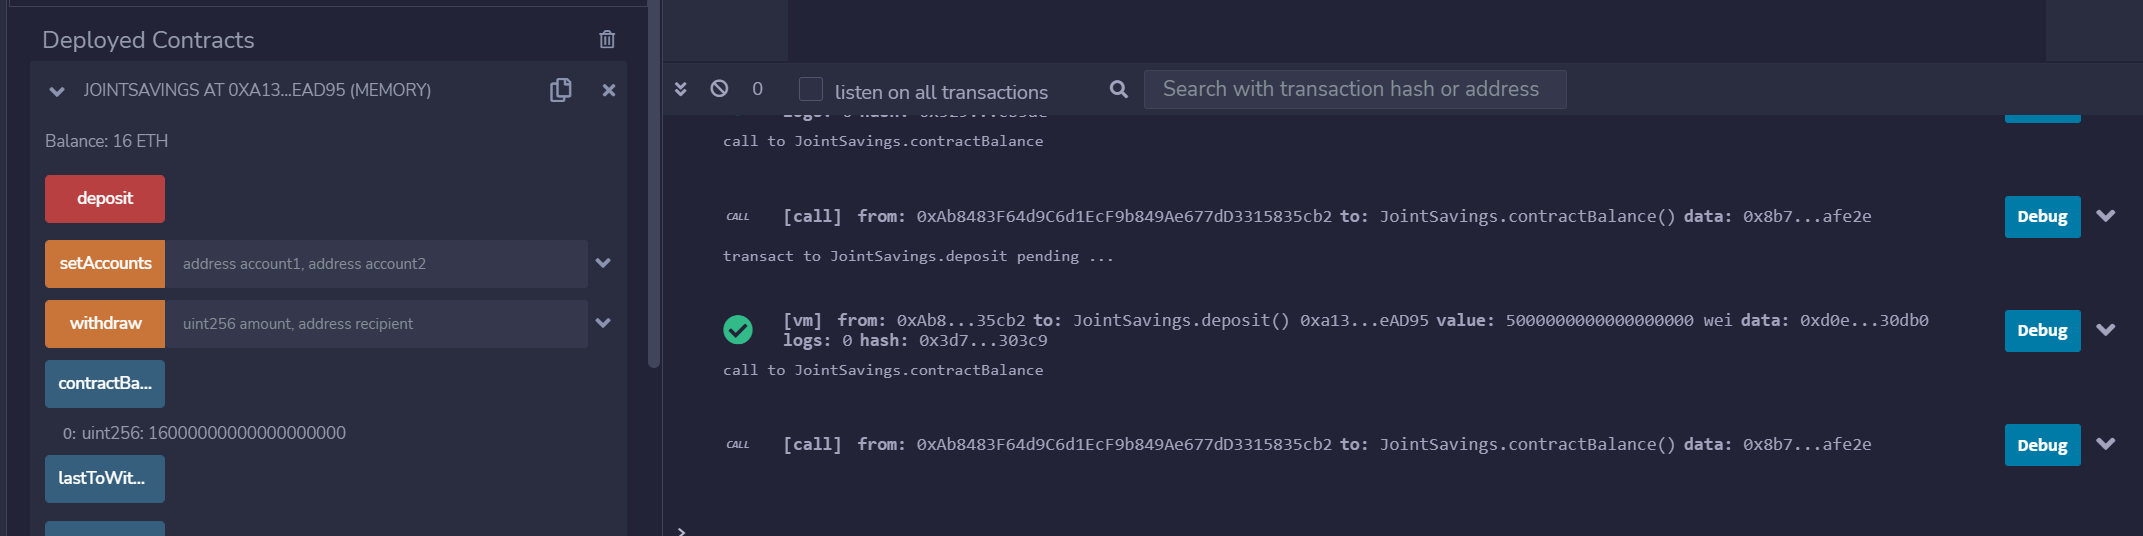 Deployed Contracts
JOINTSAVINGS AT 0XA13...EAD95 (MEMORY)
Balance: 16 ETH
deposit
setAccounts address account1, address account2
withdraw uint256 amount, address recipient
contractBa...
0: uint256: 16000000000000000000
lastToWit...
0 listen on all transactions Search with transaction hash or address
call to JointSavings.contractBalance
CALL [call] from: 0xAb8483F64d9C6d1EcF9b849Ae677dD3315835cb2 to: JointSavings.contractBalance() data: 0x8b7...afe2e Debug
transact to JointSavings.deposit pending ...
[vm] from: 0xAb8...35cb2 to: JointSavings.deposit() 0xa13...eAD95 value: 5000000000000000000 wei data: 0xd0e...30db0 Debug
logs: 0 hash: 0x3d7...303c9
call to JointSavings.contractBalance
CALL [call] from: 0xAb8483F64d9C6d1EcF9b849Ae677dD3315835cb2 to: JointSavings.contractBalance() data: 0x8b7...afe2e Debug
>